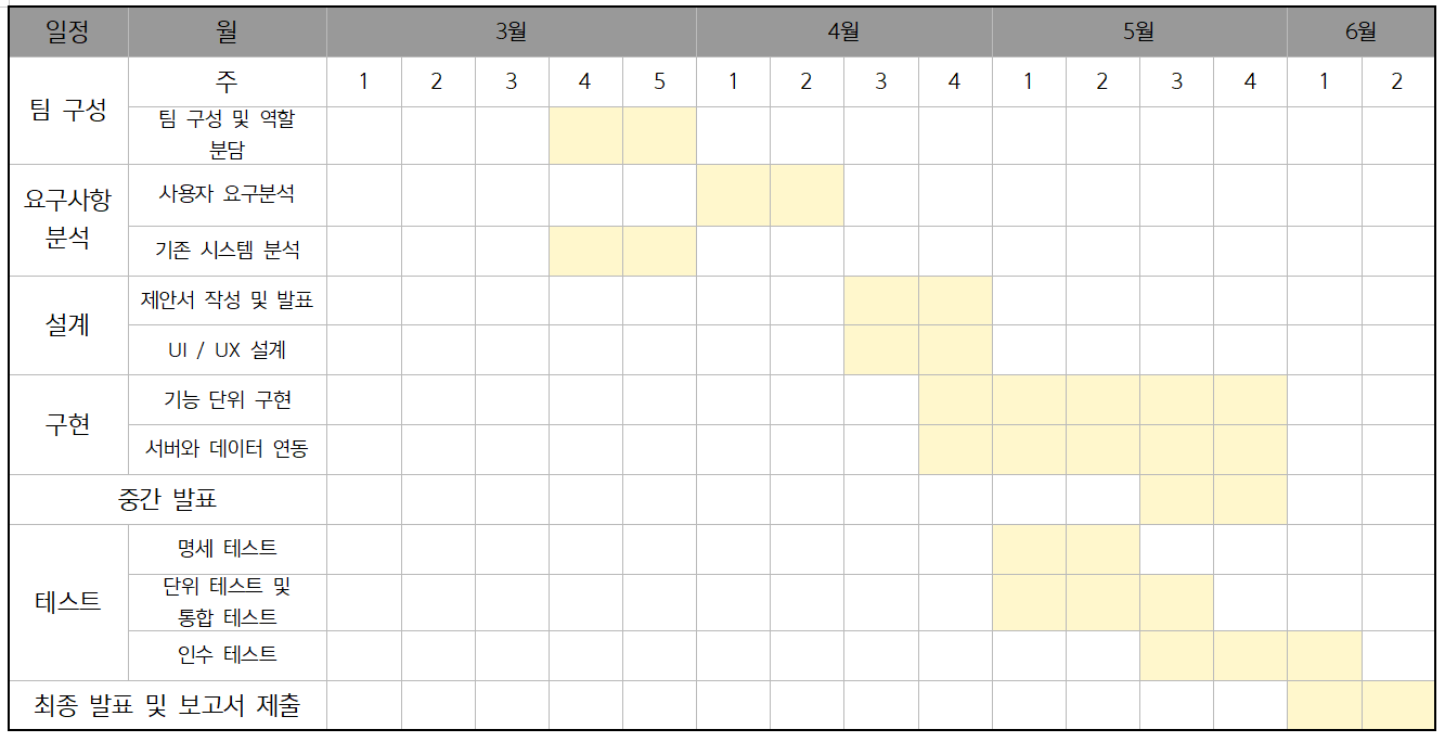 일정 월 3월 4월 5월 6월
팀 구성 주 1 2 3 4 5 1 2 3 4 1 2 3 4 1 2
팀 구성 및 역할
분담
요구사항
분석
사용자 요구분석
기존 시스템 분석
설계
제안서 작성 및 발표
UI / UX 설계
구현
기능 단위 구현
서버와 데이터 연동
중간 발표
테스트
명세 테스트
단위 테스트 및
통합 테스트
인수 테스트
최종 발표 및 보고서 제출